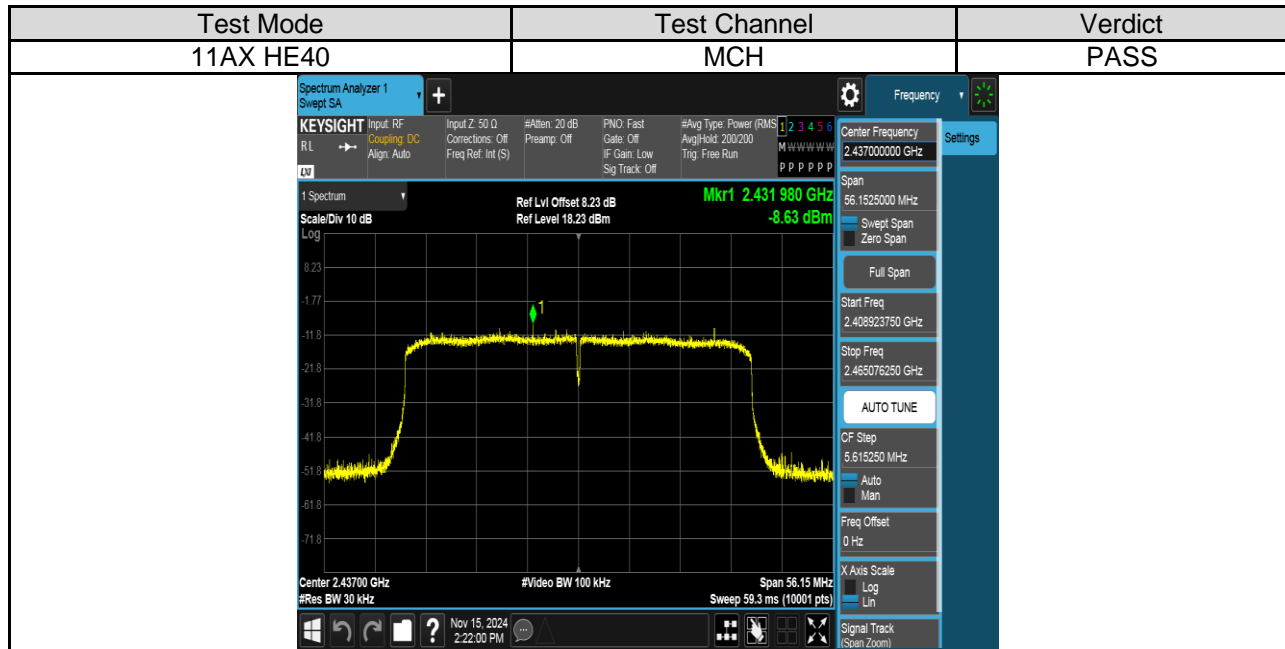 Test Mode Test Channel Verdict
11AX HE40 MCH PASS
Spectrum Analyzer 1
Swept SA
+
Frequency
KEYSIGHT
RL
LXI
Input: RF
Coupling: DC
Align: Auto
Input Z: 50 Ω
Corrections: Off
Freq Ref: Int (S)
#Atten: 20 dB
Preamp: Off
PNO: Fast
Gate: Off
IF Gain: Low
Sig Track: Off
#Avg Type: Power (RMS
Avg|Hold: 200/200
Trig: Free Run
1 2 3 4 5 6
M W W W W W
P P P P P P
1 Spectrum
Scale/Div 10 dB
Log
Ref Lvl Offset 8.23 dB
Ref Level 18.23 dBm
Mkr1 2.431 980 GHz
-8.63 dBm
8.23
-1.77
-11.8
-21.8
-31.8
-41.8
-51.8
-61.8
-71.8
1
Center 2.43700 GHz
#Res BW 30 kHz
#Video BW 100 kHz
Span 56.15 MHz
Sweep 59.3 ms (10001 pts)
Center Frequency
2.437000000 GHz
Settings
Span
56.1525000 MHz
Swept Span
Zero Span
Full Span
Start Freq
2.408923750 GHz
Stop Freq
2.465076250 GHz
AUTO TUNE
CF Step
5.615250 MHz
Auto
Man
Freq Offset
0 Hz
X Axis Scale
Log
Lin
Signal Track
(Span Zoom)
?
Nov 15, 2024
2:22:00 PM